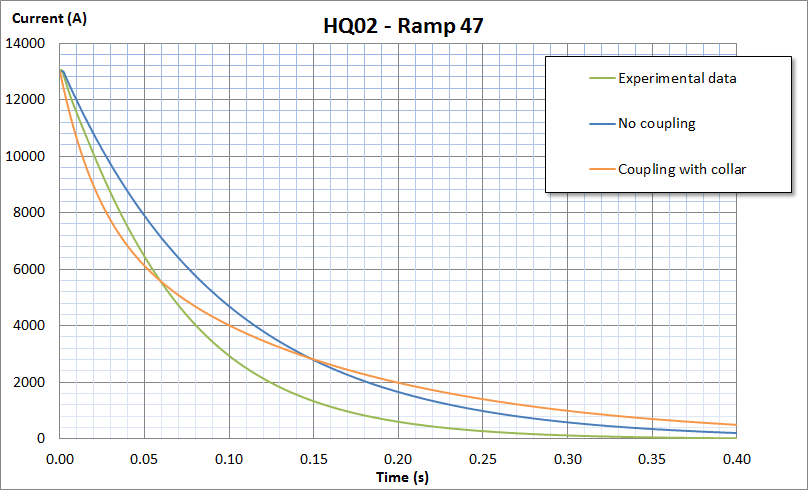 Current (A)
HQ02 - Ramp 47
14000
12000
10000
8000
6000
4000
2000
0
Experimental data
No coupling
Coupling with collar
0.00 0.05 0.10 0.15 0.20 0.25 0.30 0.35 0.40
Time (s)